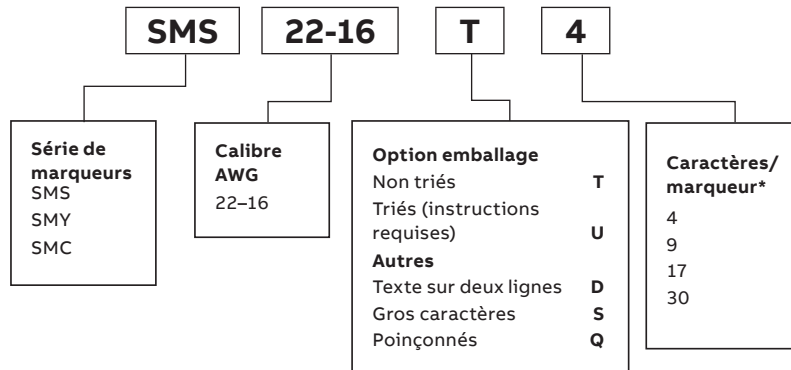 SMS 22-16 T 4
Série de
marqueurs
SMS
SMY
SMC
Calibre
AWG
22–16
Option emballage
Non triés T
Triés (instructions
requises) U
Autres
Texte sur deux lignes D
Gros caractères S
Poinçonnés Q
Caractères/
marqueur*
4
9
17
30